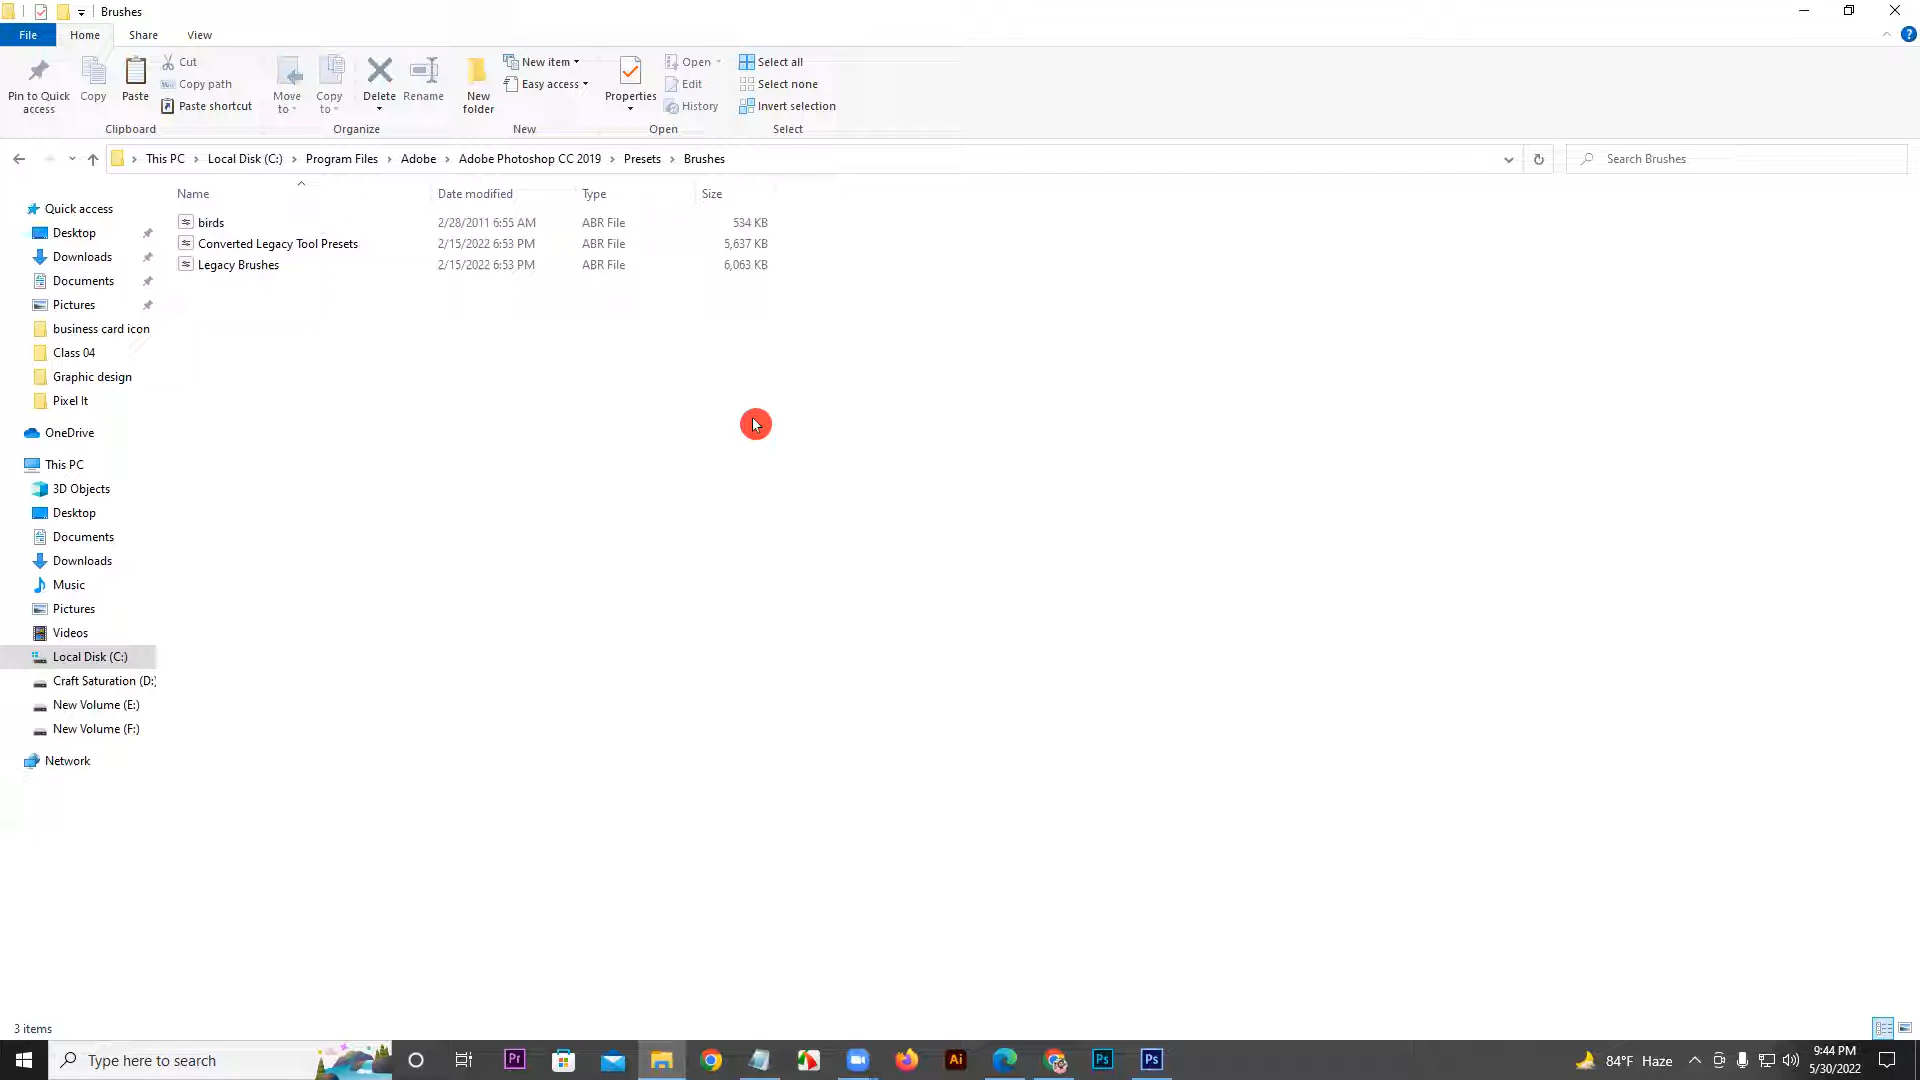 Brushes
File Home Share View
Pin to Quick access
Copy
Paste
Cut
Copy path
Paste shortcut
Clipboard
Move to
Copy to
Delete
Rename
Organize
New folder
New item
Easy access
New
Properties
Open
Edit
History
Open
Select all
Select none
Invert selection
Select
This PC Local Disk (C:) Program Files Adobe Adobe Photoshop CC 2019 Presets Brushes
Search Brushes
Name Date modified Type Size
birds 2/28/2011 6:55 AM ABR File 534 KB
Converted Legacy Tool Presets 2/15/2022 6:53 PM ABR File 5,637 KB
Legacy Brushes 2/15/2022 6:53 PM ABR File 6,063 KB
Quick access
Desktop
Downloads
Documents
Pictures
business card icon
Class 04
Graphic design
Pixel It
OneDrive
This PC
3D Objects
Desktop
Documents
Downloads
Music
Pictures
Videos
Local Disk (C:)
Craft Saturation (D:)
New Volume (E:)
New Volume (F:)
Network
3 items
Type here to search
Pr
Ai
Ps
Ps
84°F Haze
9:44 PM
5/30/2022